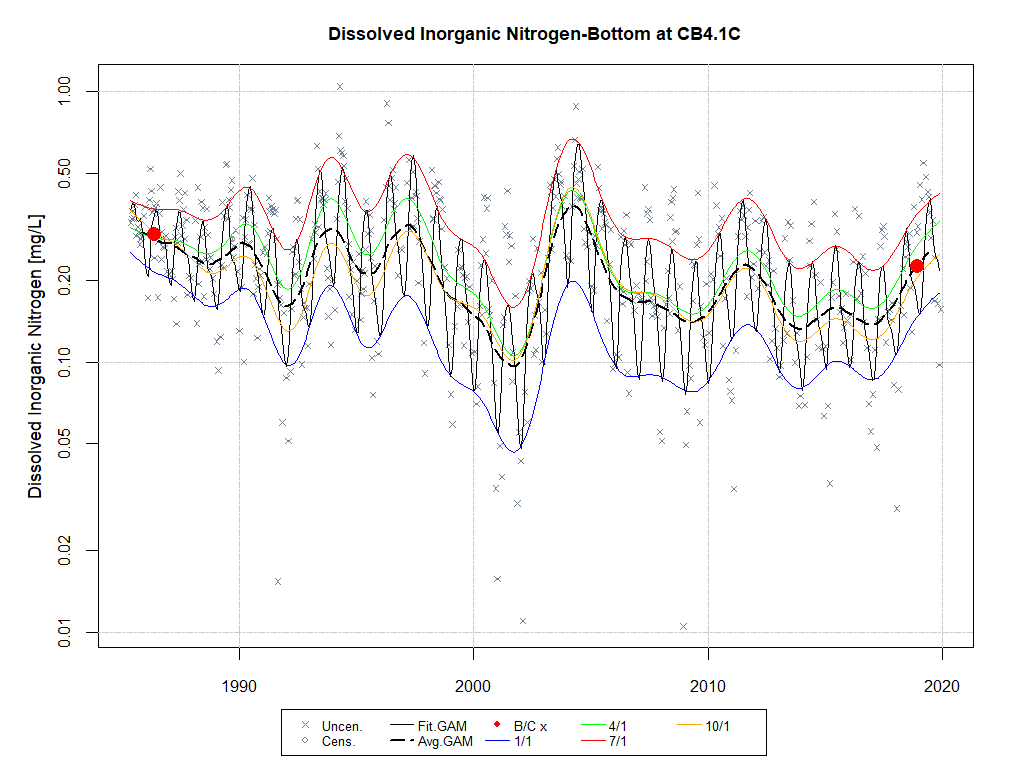 Dissolved Inorganic Nitrogen-Bottom at CB4.1C
Dissolved Inorganic Nitrogen [mg/L]
1.00
0.50
0.20
0.10
0.05
0.02
0.01
1990 2000 2010 2020
Uncen. Fit.GAM B/C x 4/1 10/1
Cens. Avg.GAM 1/1 7/1